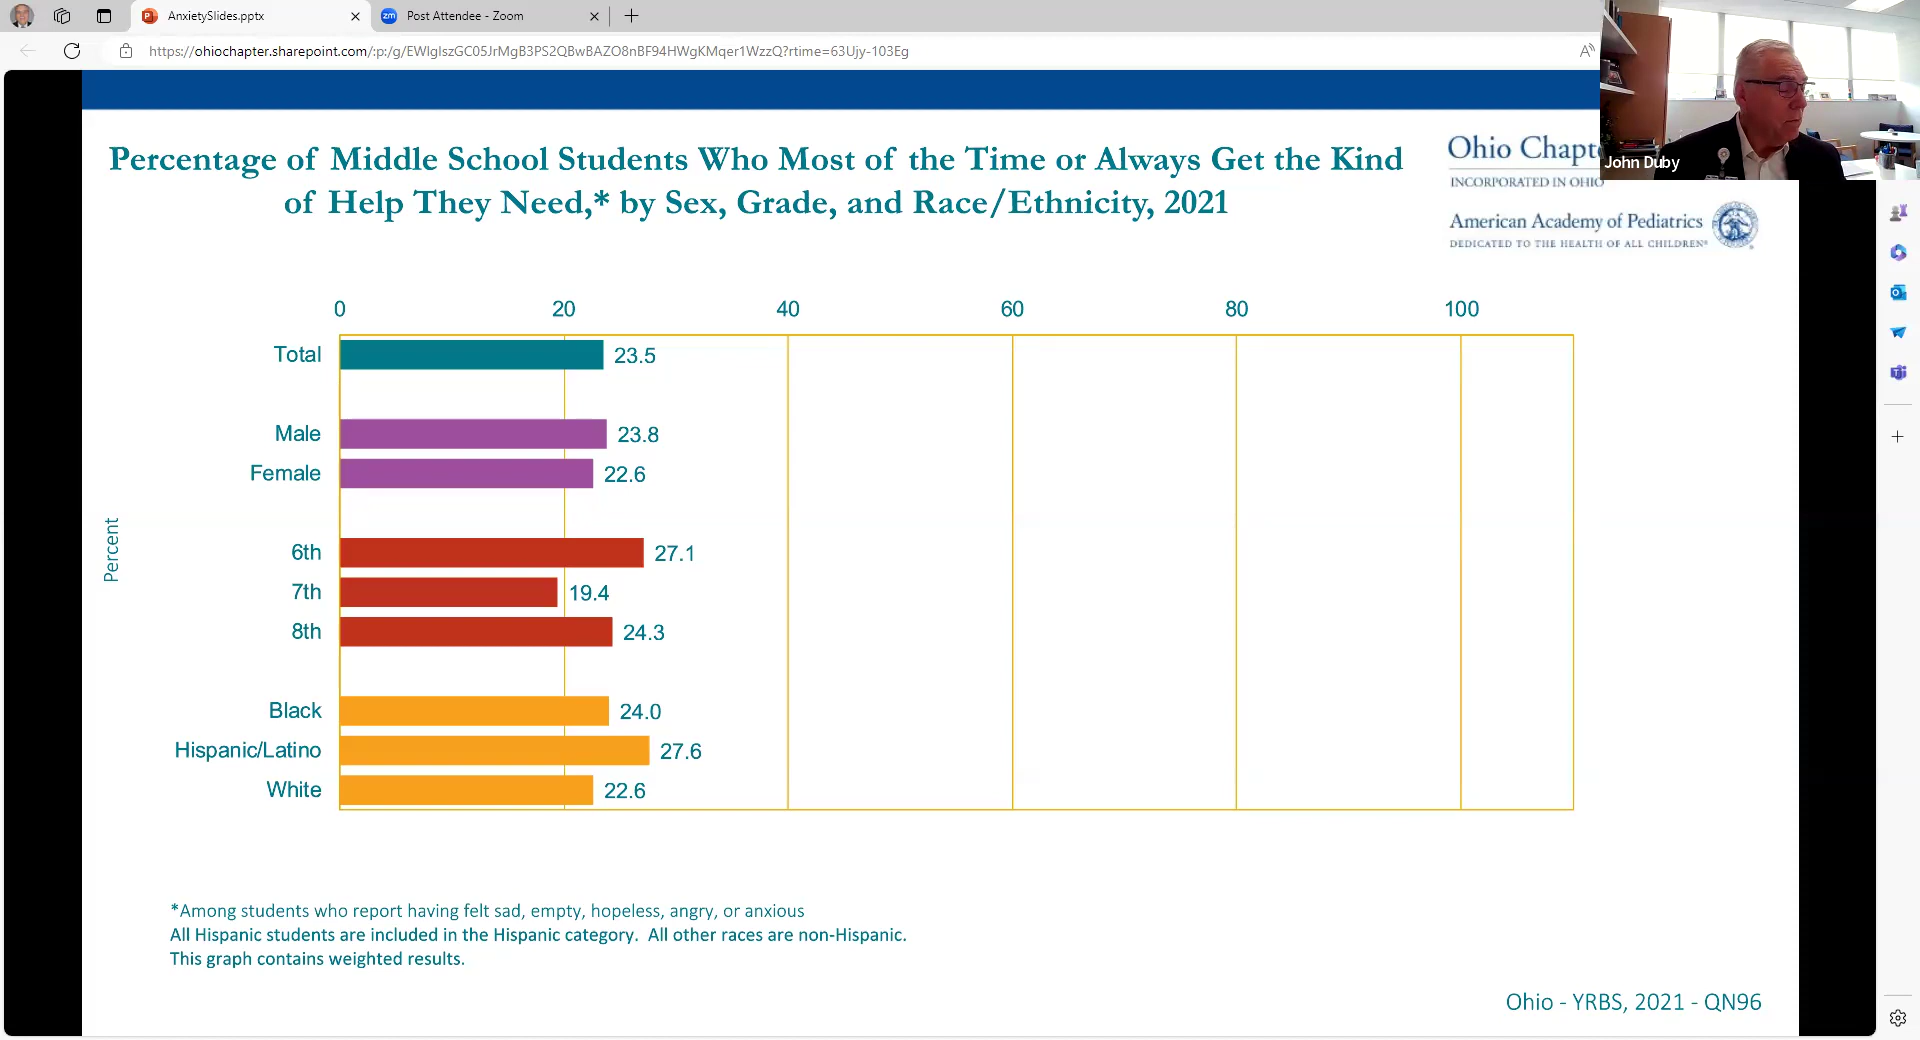 AnxietySlides.pptx
Post Attendee - Zoom
https://ohiochapter.sharepoint.com/:p:/g/EWIgIszGC05JrMgB3PS2QBwBAZO8nBF94HWgKMqer1WzzQ?rtime=63Ujy-103Eg
John Duby
Percentage of Middle School Students Who Most of the Time or Always Get the Kind
of Help They Need,* by Sex, Grade, and Race/Ethnicity, 2021
Ohio Chapt
INCORPORATED IN OHIO
American Academy of Pediatrics
DEDICATED TO THE HEALTH OF ALL CHILDREN®
0 20 40 60 80 100
Total 23.5
Male 23.8
Female 22.6
Percent
6th 27.1
7th 19.4
8th 24.3
Black 24.0
Hispanic/Latino 27.6
White 22.6
*Among students who report having felt sad, empty, hopeless, angry, or anxious
All Hispanic students are included in the Hispanic category. All other races are non-Hispanic.
This graph contains weighted results.
Ohio - YRBS, 2021 - QN96